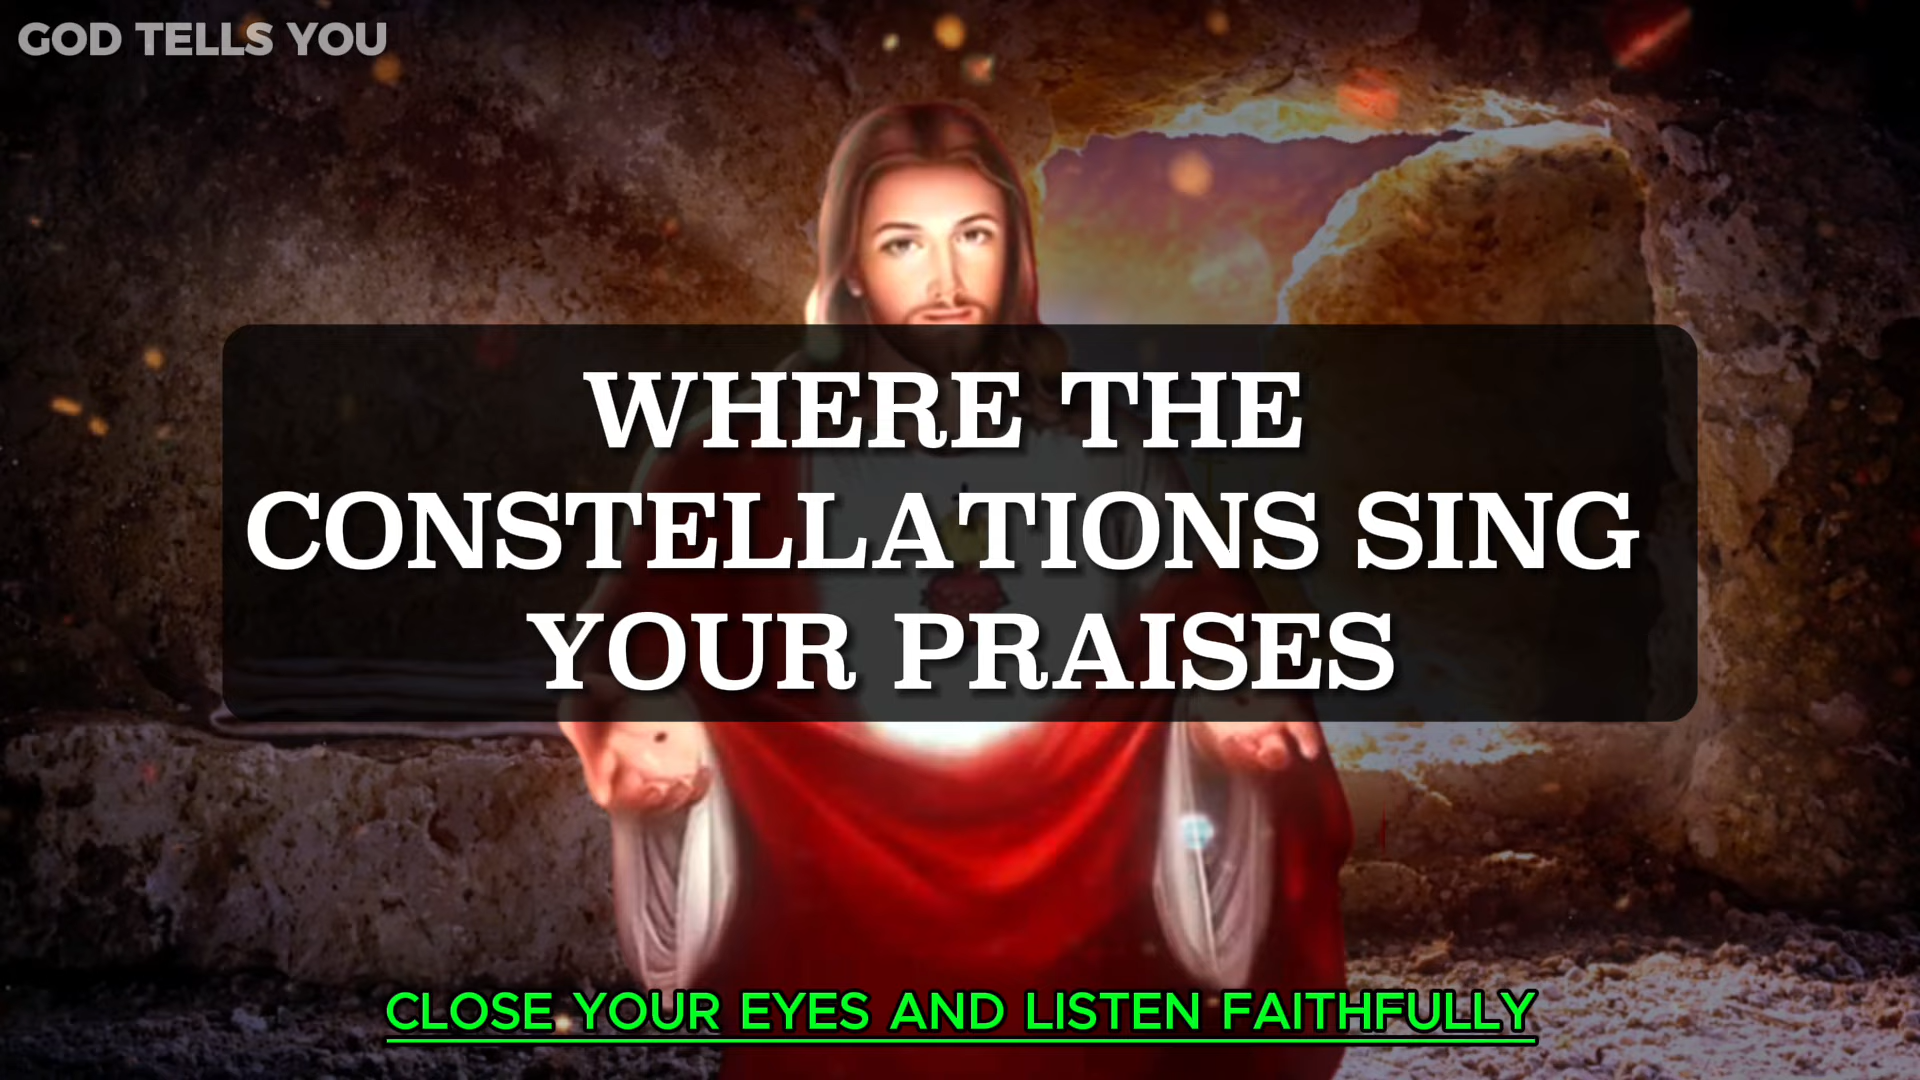 GOD TELLS YOU
WHERE THE
CONSTELLATIONS SING
YOUR PRAISES
CLOSE YOUR EYES AND LISTEN FAITHFULLY